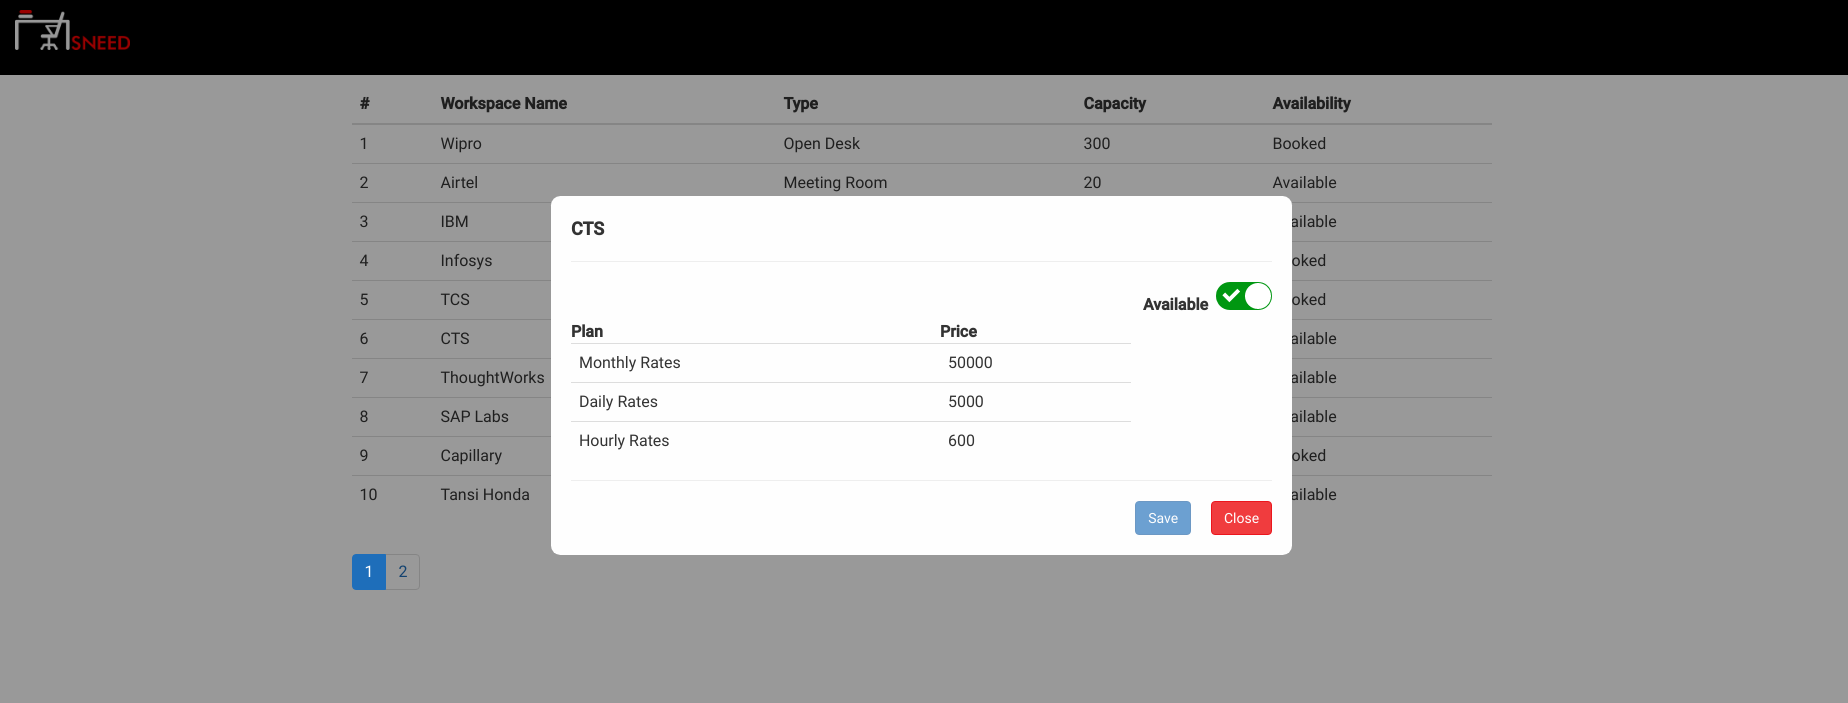 SNEED
# Workspace Name Type Capacity Availability
1 Wipro Open Desk 300 Booked
2 Airtel Meeting Room 20 Available
3 IBM ailable
4 Infosys oked
5 TCS oked
6 CTS ailable
7 ThoughtWorks ailable
8 SAP Labs ailable
9 Capillary oked
10 Tansi Honda ailable
CTS
Available
Plan Price
Monthly Rates 50000
Daily Rates 5000
Hourly Rates 600
Save Close
1 2